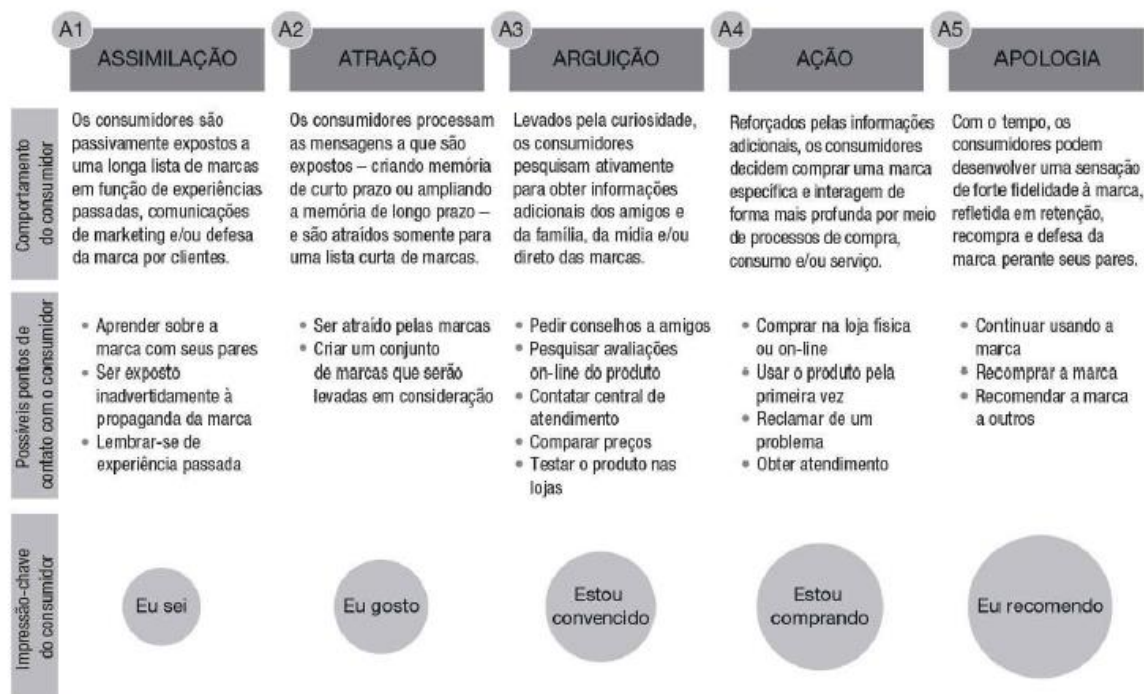 A1
ASSIMILAÇÃO
A2
ATRAÇÃO
A3
ARGUIÇÃO
A4
AÇÃO
A5
APOLOGIA
Comportamento
do consumidor
Os consumidores são
passivamente expostos a
uma longa lista de marcas
em função de experiências
passadas, comunicações
de marketing e/ou defesa
da marca por clientes.
Os consumidores processam
as mensagens a que são
expostos – criando memória
de curto prazo ou ampliando
a memória de longo prazo –
e são atraídos somente para
uma lista curta de marcas.
Levados pela curiosidade,
os consumidores
pesquisam ativamente
para obter informações
adicionais dos amigos e
da família, da mídia e/ou
direto das marcas.
Reforçados pelas informações
adicionais, os consumidores
decidem comprar uma marca
específica e interagem de
forma mais profunda por meio
de processos de compra,
consumo e/ou serviço.
Com o tempo, os
consumidores podem
desenvolver uma sensação
de forte fidelidade à marca,
refletida em retenção,
recompra e defesa da
marca perante seus pares.
Possíveis pontos de
contato com o consumidor
• Aprender sobre a
marca com seus pares
• Ser exposto
inadvertidamente à
propaganda da marca
• Lembrar-se de
experiência passada
• Ser atraído pelas marcas
• Criar um conjunto
de marcas que serão
levadas em consideração
• Pedir conselhos a amigos
• Pesquisar avaliações
on-line do produto
• Contatar central de
atendimento
• Comparar preços
• Testar o produto nas
lojas
• Comprar na loja física
ou on-line
• Usar o produto pela
primeira vez
• Reclamar de um
problema
• Obter atendimento
• Continuar usando a
marca
• Recomprar a marca
• Recomendar a marca
a outros
Impressão-chave
do consumidor
Eu sei
Eu gosto
Estou
convencido
Estou
comprando
Eu recomendo